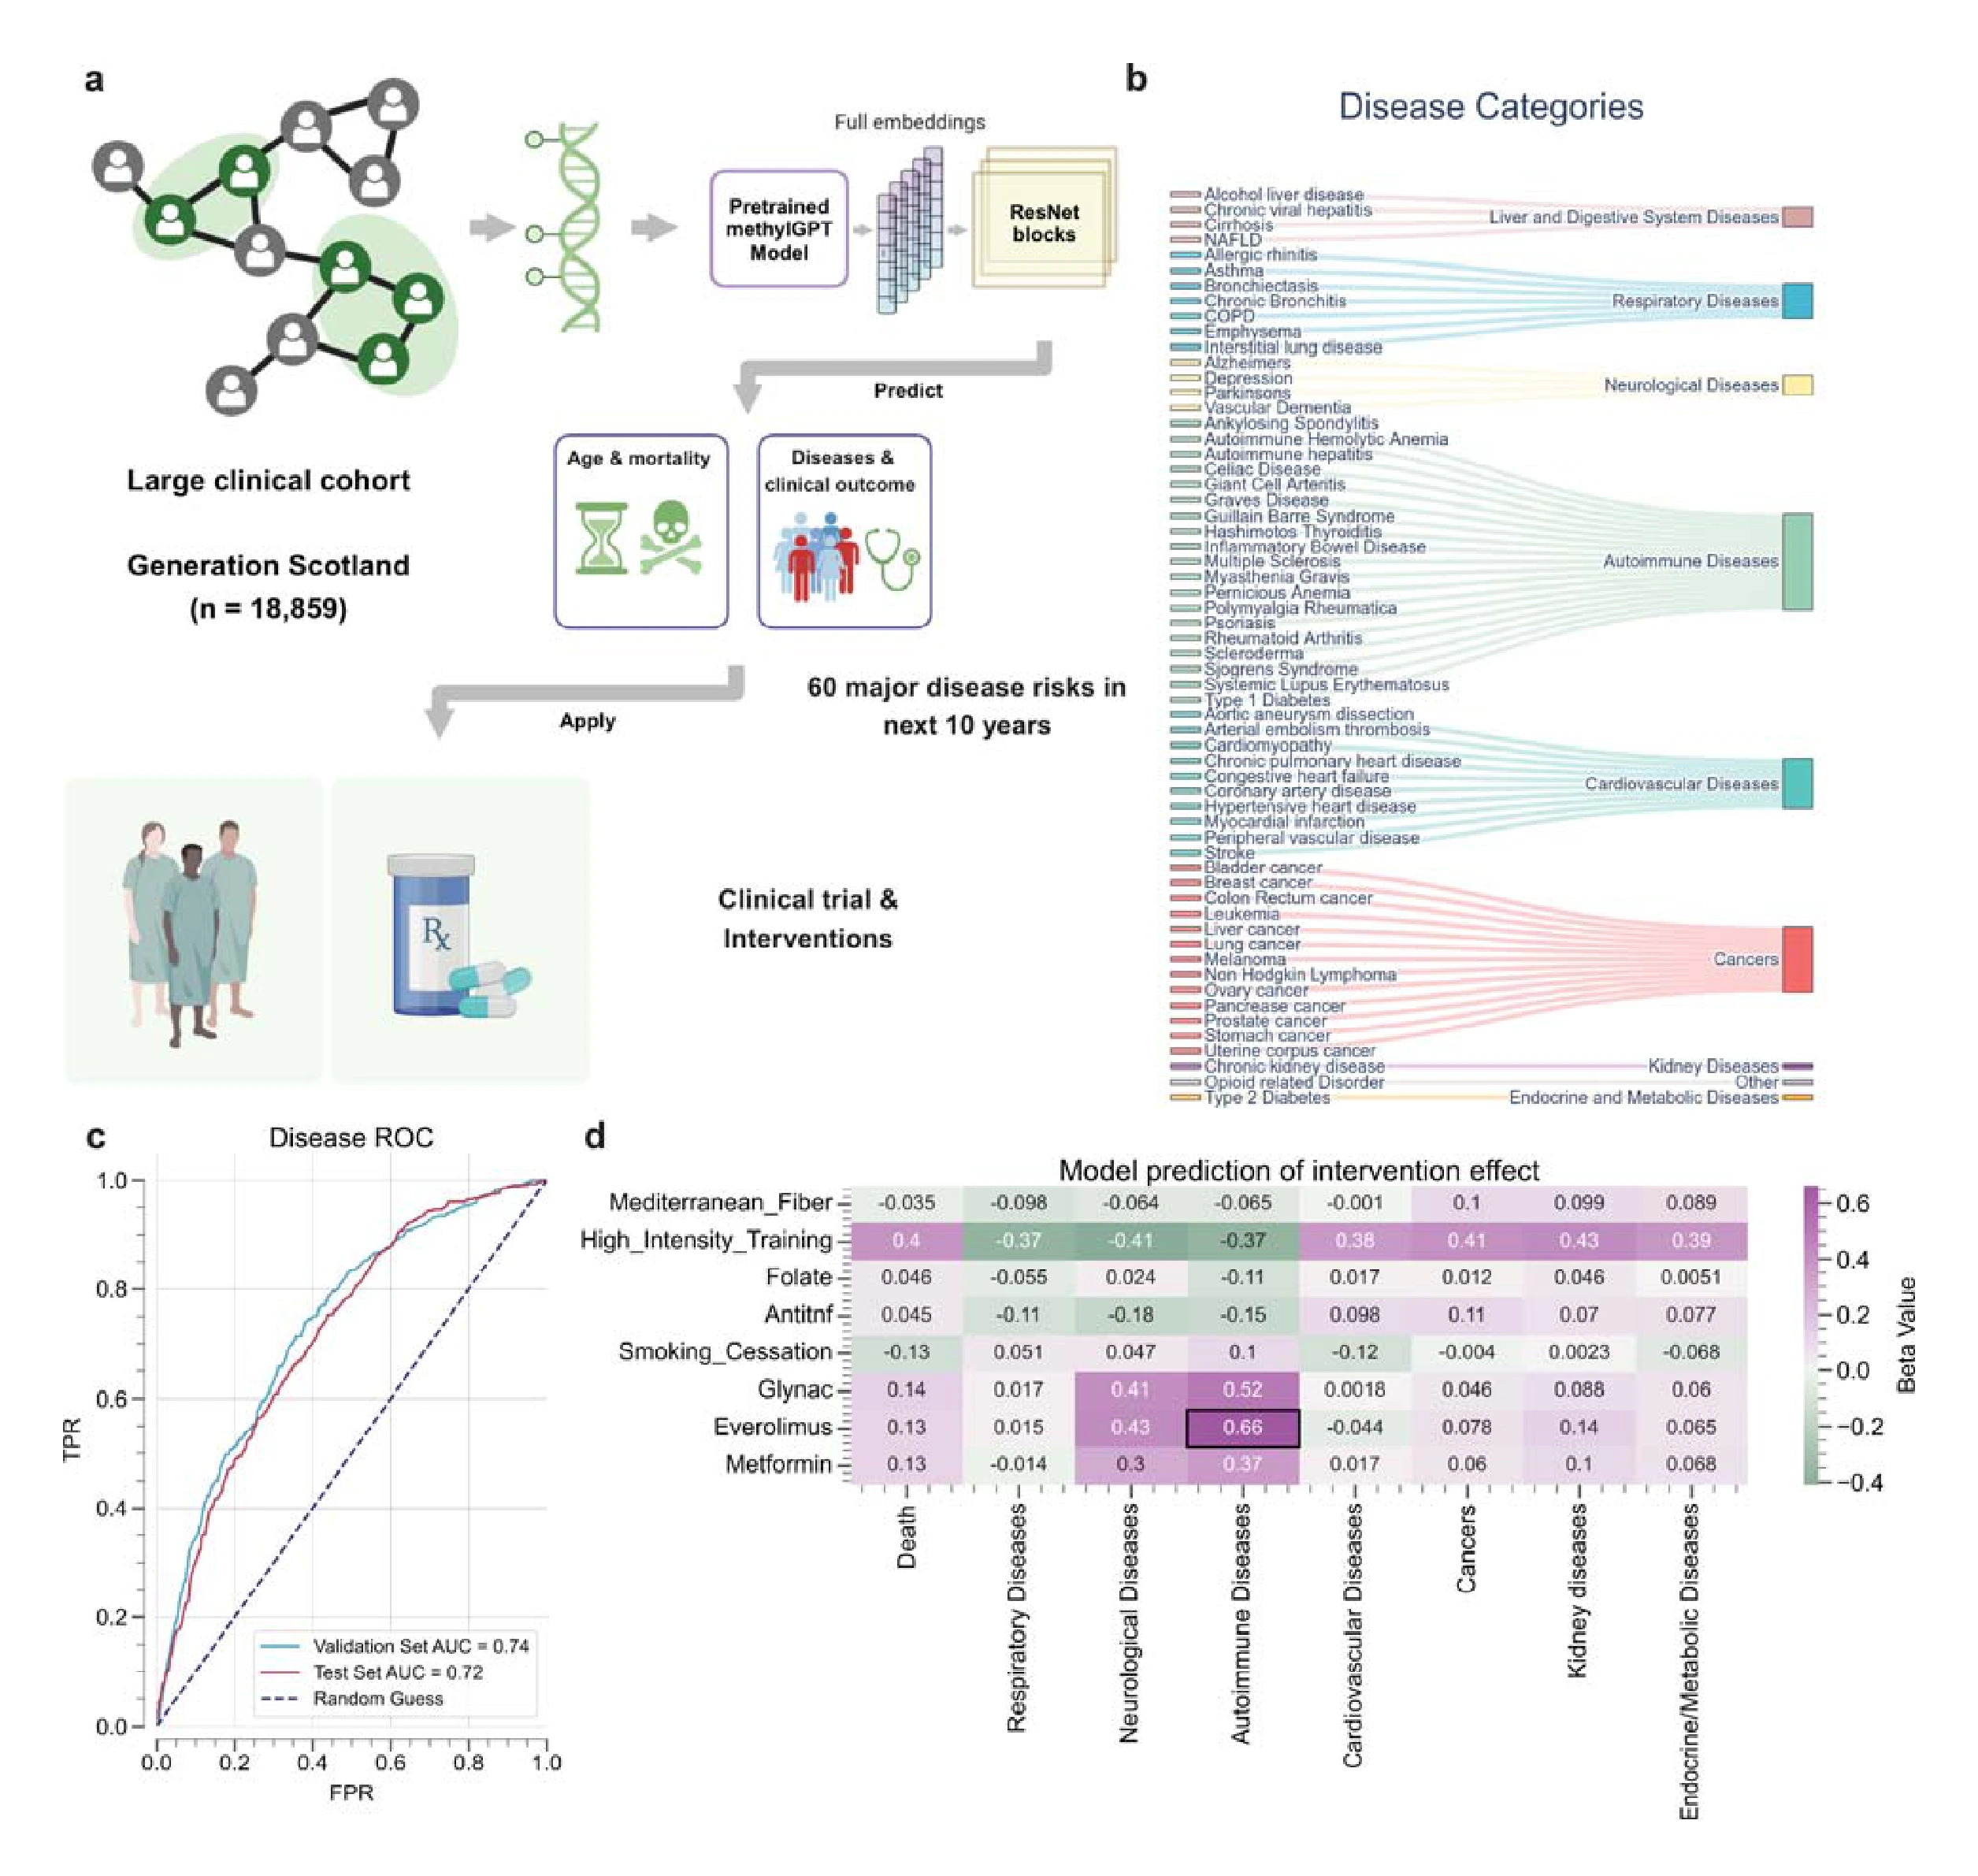 a
Full embeddings
Pretrained
methylGPT
Model
ResNet
blocks
Predict
Large clinical cohort
Generation Scotland
(n = 18,859)
Age & mortality
Diseases &
clinical outcome
60 major disease risks in
next 10 years
Apply
Rx
Clinical trial &
Interventions
b
Disease Categories
Alcohol liver disease
Chronic viral hepatitis
Cirrhosis
NAFLD
Allergic rhinitis
Asthma
Bronchiectasis
Chronic Bronchitis
COPD
Emphysema
Interstitial lung disease
Alzheimers
Depression
Parkinsons
Vascular Dementia
Ankylosing Spondylitis
Autoimmune Hemolytic Anemia
Autoimmune hepatitis
Celiac Disease
Giant Cell Arteritis
Graves Disease
Guillain Barre Syndrome
Hashimotos Thyroiditis
Inflammatory Bowel Disease
Multiple Sclerosis
Myasthenia Gravis
Pernicious Anemia
Polymyalgia Rheumatica
Psoriasis
Rheumatoid Arthritis
Scleroderma
Sjogrens Syndrome
Systemic Lupus Erythematosus
Type 1 Diabetes
Aortic aneurysm dissection
Arterial embolism thrombosis
Cardiomyopathy
Chronic pulmonary heart disease
Congestive heart failure
Coronary artery disease
Hypertensive heart disease
Myocardial infarction
Peripheral vascular disease
Stroke
Bladder cancer
Breast cancer
Colon Rectum cancer
Leukemia
Liver cancer
Lung cancer
Melanoma
Non Hodgkin Lymphoma
Ovary cancer
Pancrease cancer
Prostate cancer
Stomach cancer
Uterine corpus cancer
Chronic kidney disease
Opioid related Disorder
Type 2 Diabetes
Liver and Digestive System Diseases
Respiratory Diseases
Neurological Diseases
Autoimmune Diseases
Cardiovascular Diseases
Cancers
Kidney Diseases
Other
Endocrine and Metabolic Diseases
c
Disease ROC
TPR
1.0
0.8
0.6
0.4
0.2
0.0
Validation Set AUC = 0.74
Test Set AUC = 0.72
Random Guess
0.0 0.2 0.4 0.6 0.8 1.0
FPR
d
Model prediction of intervention effect
Mediterranean_Fiber -0.035 -0.098 -0.064 -0.065 -0.001 0.1 0.099 0.089
High_Intensity_Training 0.4 -0.37 -0.41 -0.37 0.38 0.41 0.43 0.39
Folate 0.046 -0.055 0.024 -0.11 0.017 0.012 0.046 0.0051
Antitnf 0.045 -0.11 -0.18 -0.15 0.098 0.11 0.07 0.077
Smoking_Cessation -0.13 0.051 0.047 0.1 -0.12 -0.004 0.0023 -0.068
Glynac 0.14 0.017 0.41 0.52 0.0018 0.046 0.088 0.06
Everolimus 0.13 0.015 0.43 0.66 -0.044 0.078 0.14 0.065
Metformin 0.13 -0.014 0.3 0.37 0.017 0.06 0.1 0.068
Death
Respiratory Diseases
Neurological Diseases
Autoimmune Diseases
Cardiovascular Diseases
Cancers
Kidney diseases
Endocrine/Metabolic Diseases
0.6
0.4
0.2
0.0
−0.2
−0.4
Beta Value